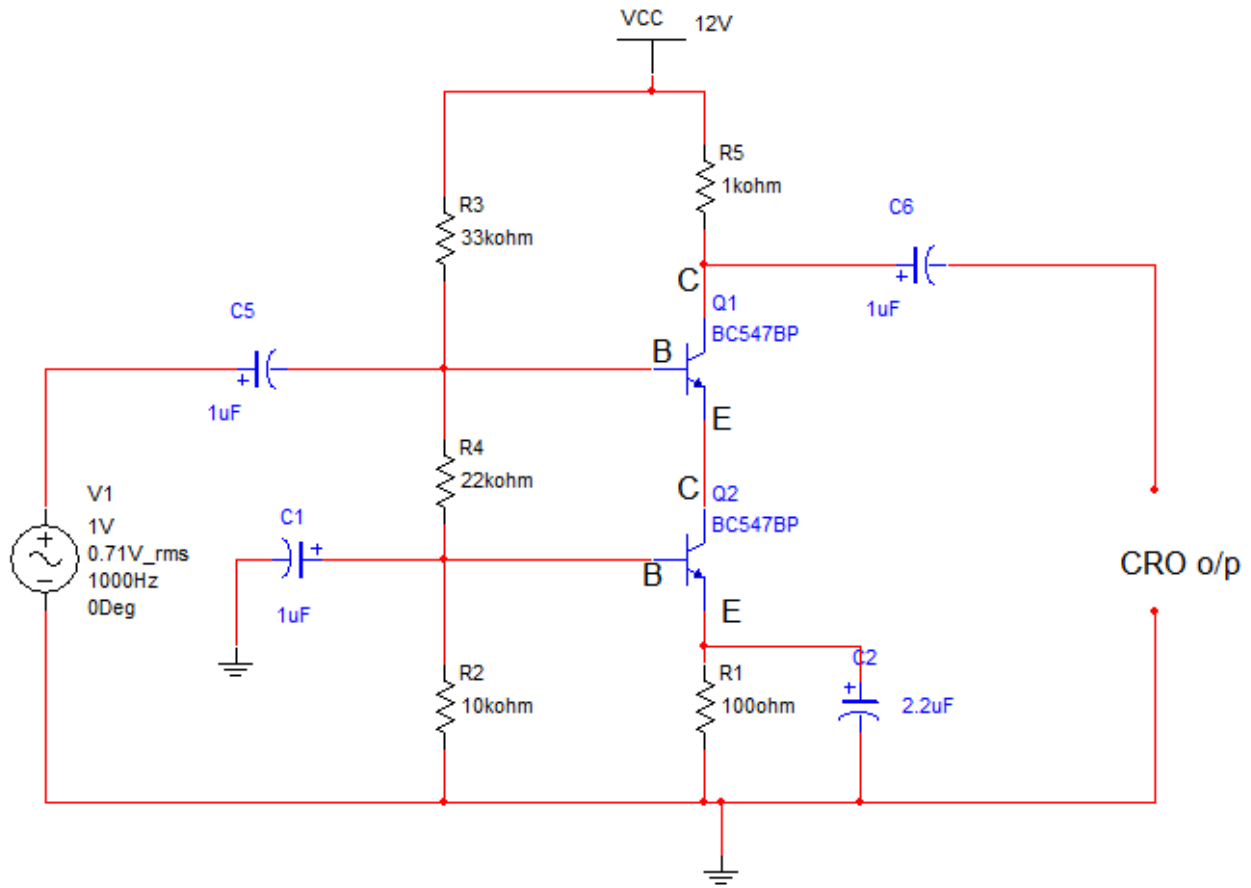 VCC
12V
R5
1kohm
R3
33kohm
C6
1uF
C
Q1
BC547BP
C5
1uF
B
E
R4
22kohm
C
Q2
BC547BP
V1
1V
0.71V_rms
1000Hz
0Deg
C1
1uF
B
E
CRO o/p
R2
10kohm
R1
100ohm
C2
2.2uF